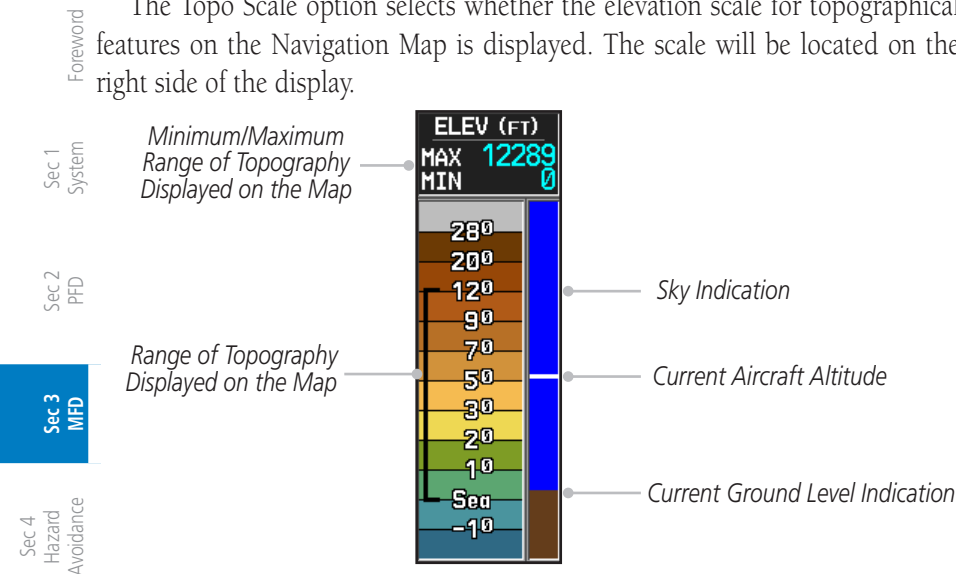 The Topo Scale option selects whether the elevation scale for topographical
features on the Navigation Map is displayed. The scale will be located on the
right side of the display.
Foreword
Sec 1
System
Sec 2
PFD
Sec 3
MFD
Sec 4
Hazard
Avoidance
Minimum/Maximum
Range of Topography
Displayed on the Map
Range of Topography
Displayed on the Map
ELEV (FT)
MAX 12289
MIN 0
280
200
120
90
70
50
30
20
10
Sea
-10
Sky Indication
Current Aircraft Altitude
Current Ground Level Indication